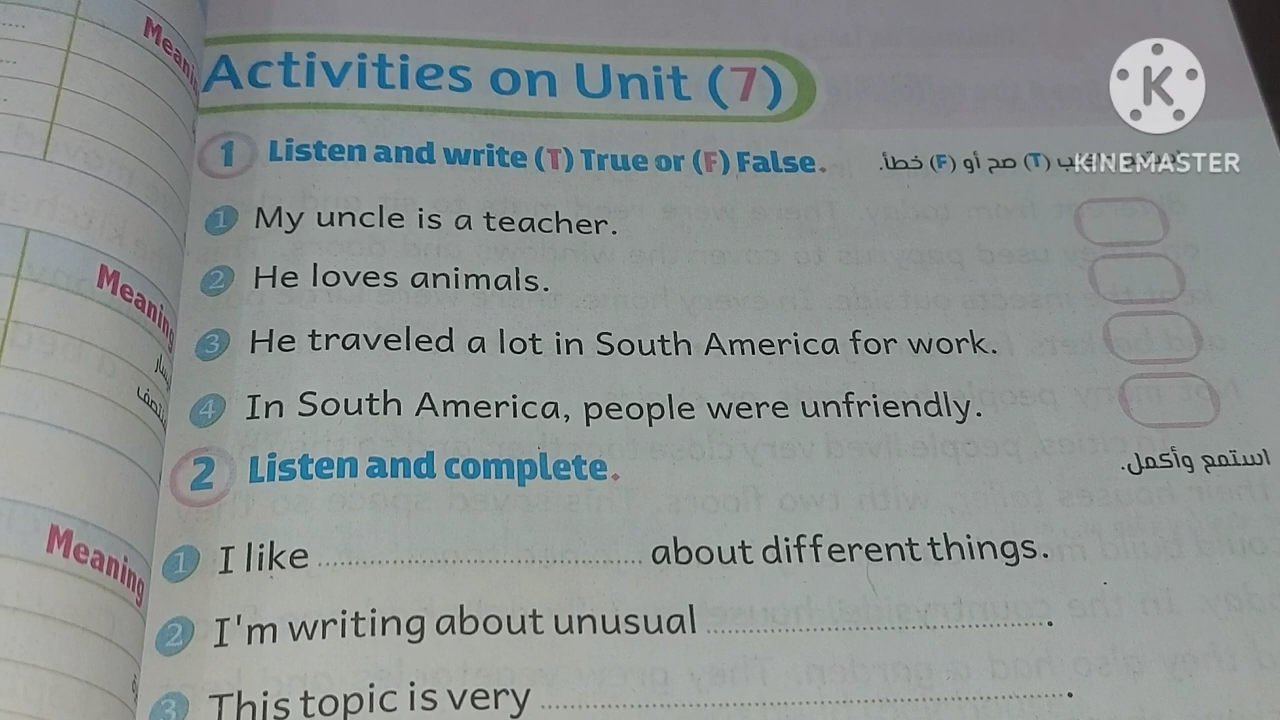 Meaning
Activities on Unit (7)
1 Listen and write (T) True or (F) False.
(T) صح أو (F) خطأ.
K
KINEMASTER
1 My uncle is a teacher.
2 He loves animals.
Meaning
3 He traveled a lot in South America for work.
4 In South America, people were unfriendly.
2 Listen and complete.
استمع وأكمل.
Meaning
1 I like ........................ about different things.
2 I'm writing about unusual ........................ .
3 This topic is very ........................ .